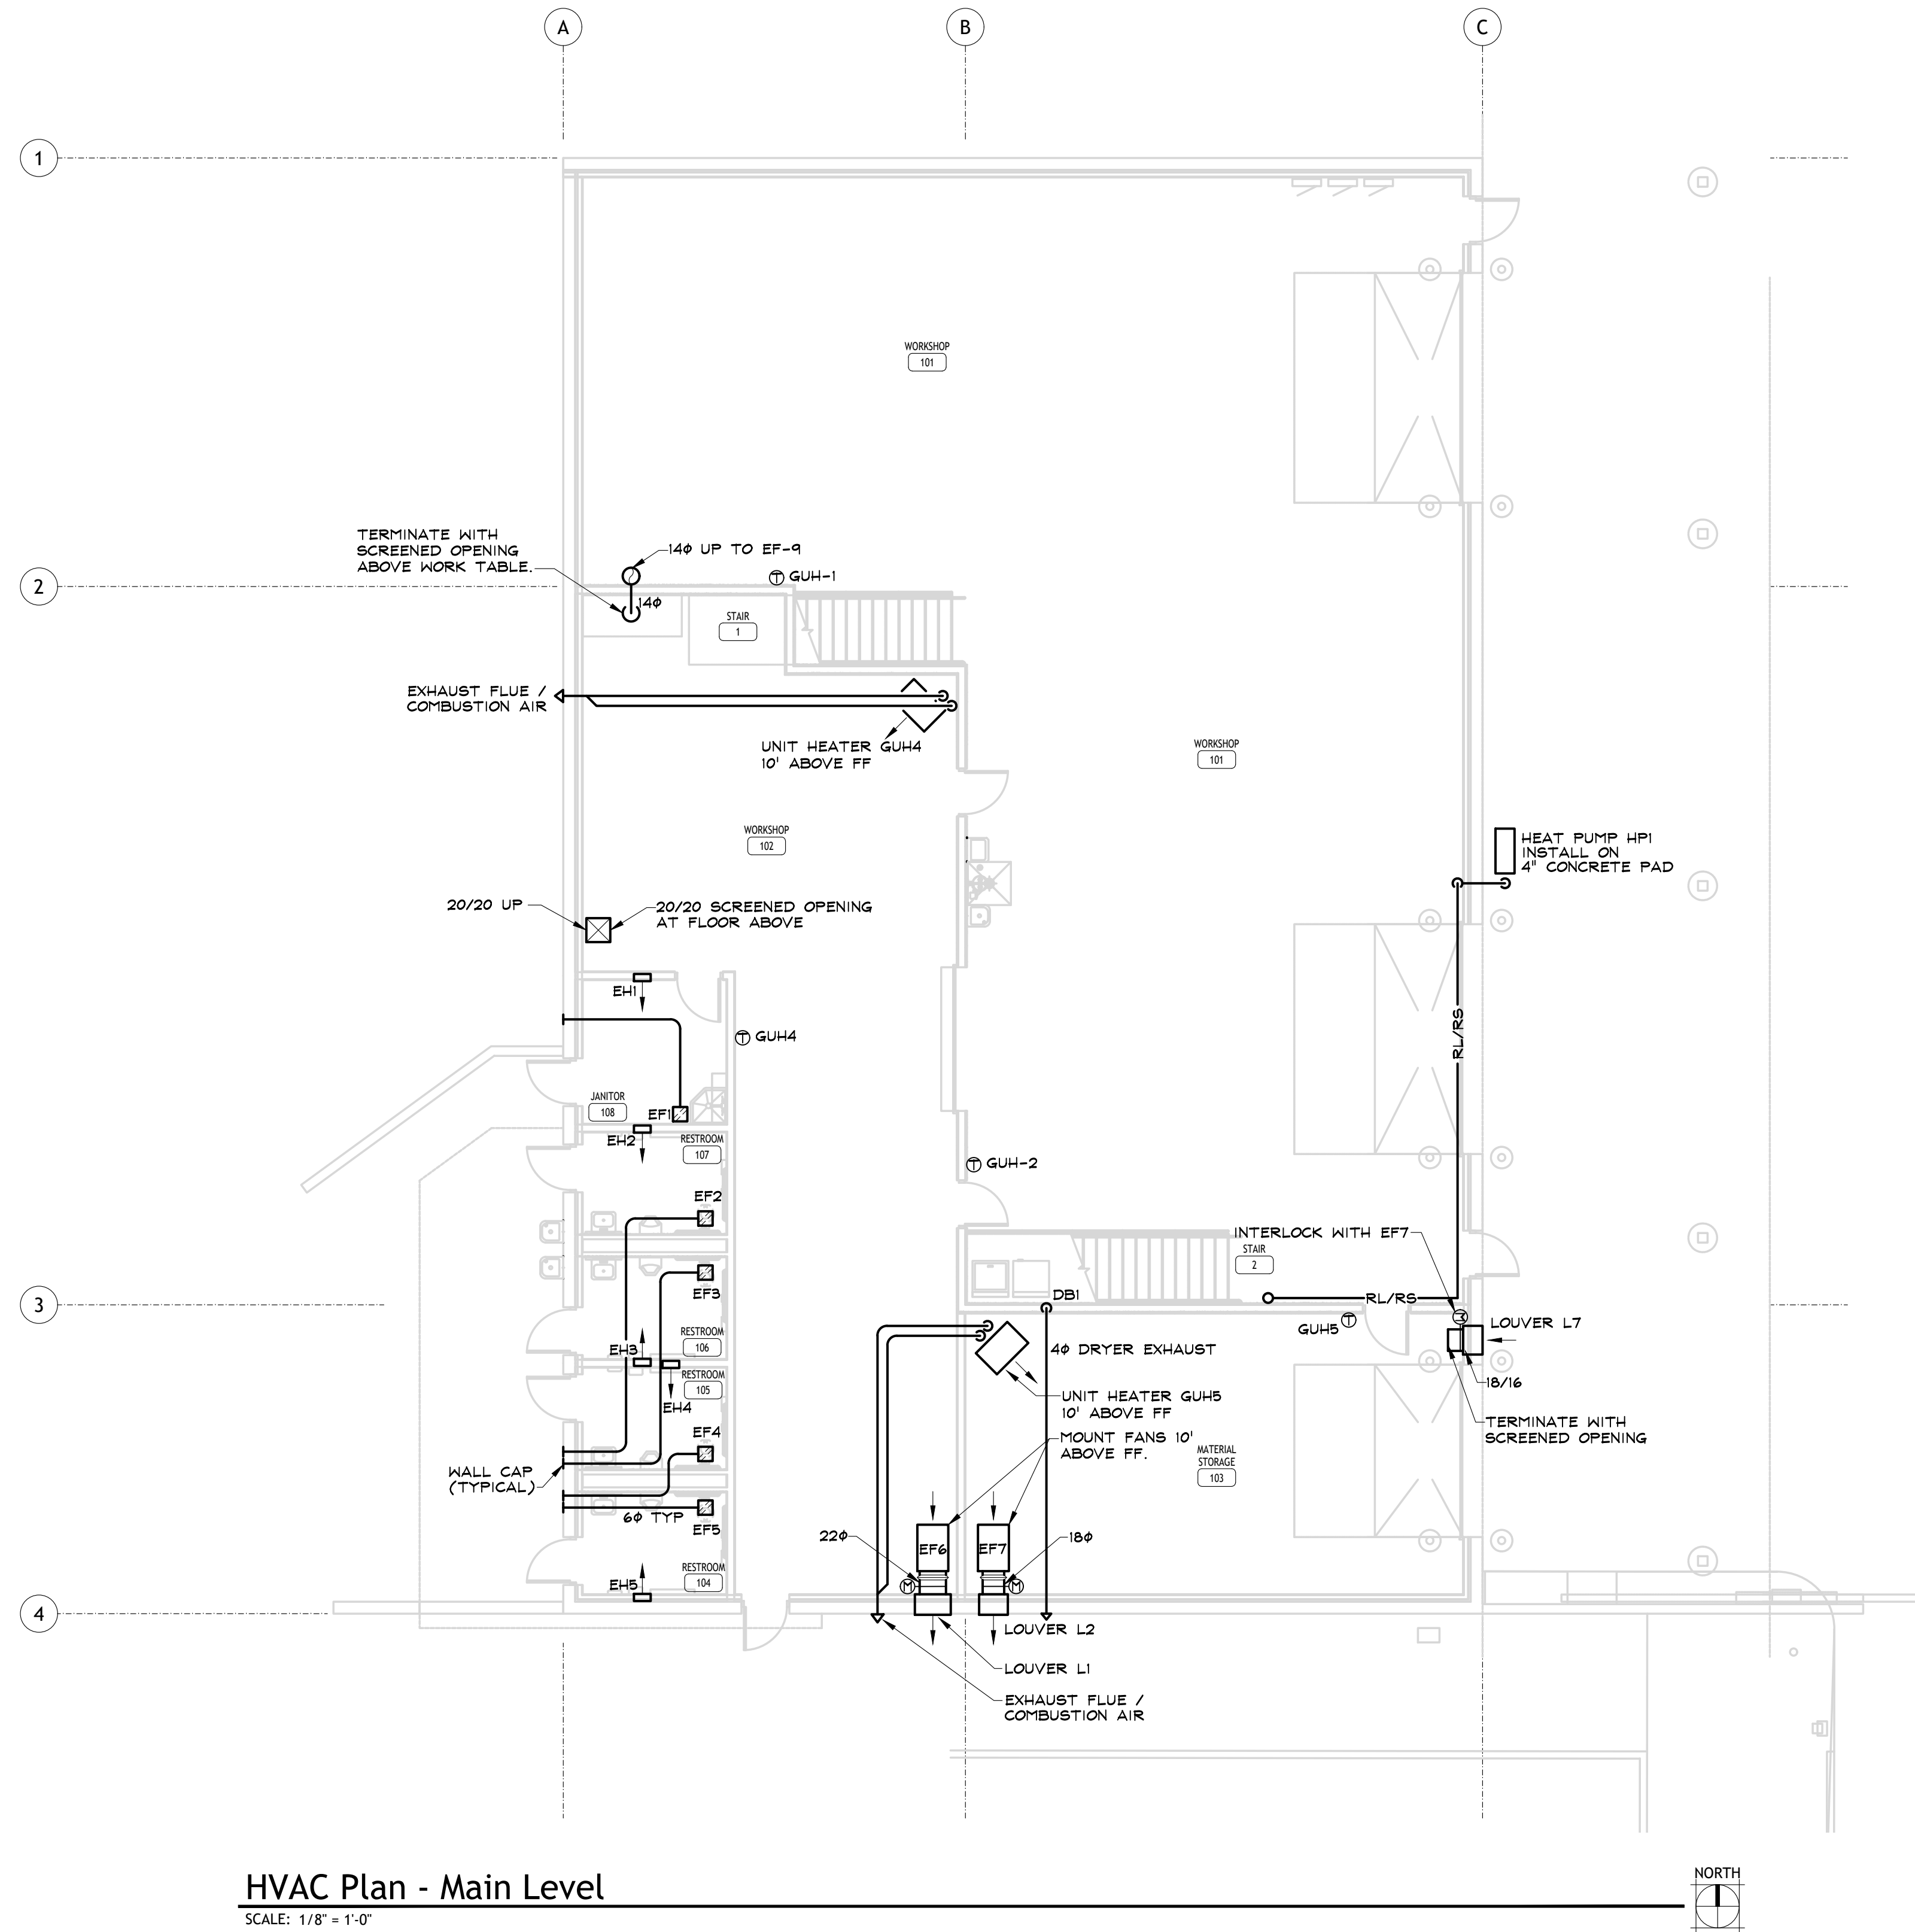 A
B
C
1
WORKSHOP
101
TERMINATE WITH
SCREENED OPENING
ABOVE WORK TABLE.
14φ UP TO EF-9
GUH-1
2
14φ
STAIR
1
EXHAUST FLUE /
COMBUSTION AIR
UNIT HEATER GUH4
10' ABOVE FF
WORKSHOP
101
WORKSHOP
102
HEAT PUMP HP1
INSTALL ON
4" CONCRETE PAD
20/20 UP
20/20 SCREENED OPENING
AT FLOOR ABOVE
EH1
RL/RS
T GUH4
JANITOR
108
EF1
EH2
RESTROOM
107
T GUH-2
EF2
INTERLOCK WITH EF7
STAIR
2
EF3
3
DB1
RL/RS
GUH5 T
M
LOUVER L7
RESTROOM
106
EH3
4φ DRYER EXHAUST
RESTROOM
105
18/16
EH4
UNIT HEATER GUH5
10' ABOVE FF
TERMINATE WITH
SCREENED OPENING
EF4
MOUNT FANS 10'
ABOVE FF.
MATERIAL
STORAGE
103
WALL CAP
(TYPICAL)
6φ TYP
EF5
22φ
EF6
EF7
18φ
RESTROOM
104
EH5
M
M
4
LOUVER L2
LOUVER L1
EXHAUST FLUE /
COMBUSTION AIR
HVAC Plan - Main Level
NORTH
SCALE: 1/8" = 1'-0"